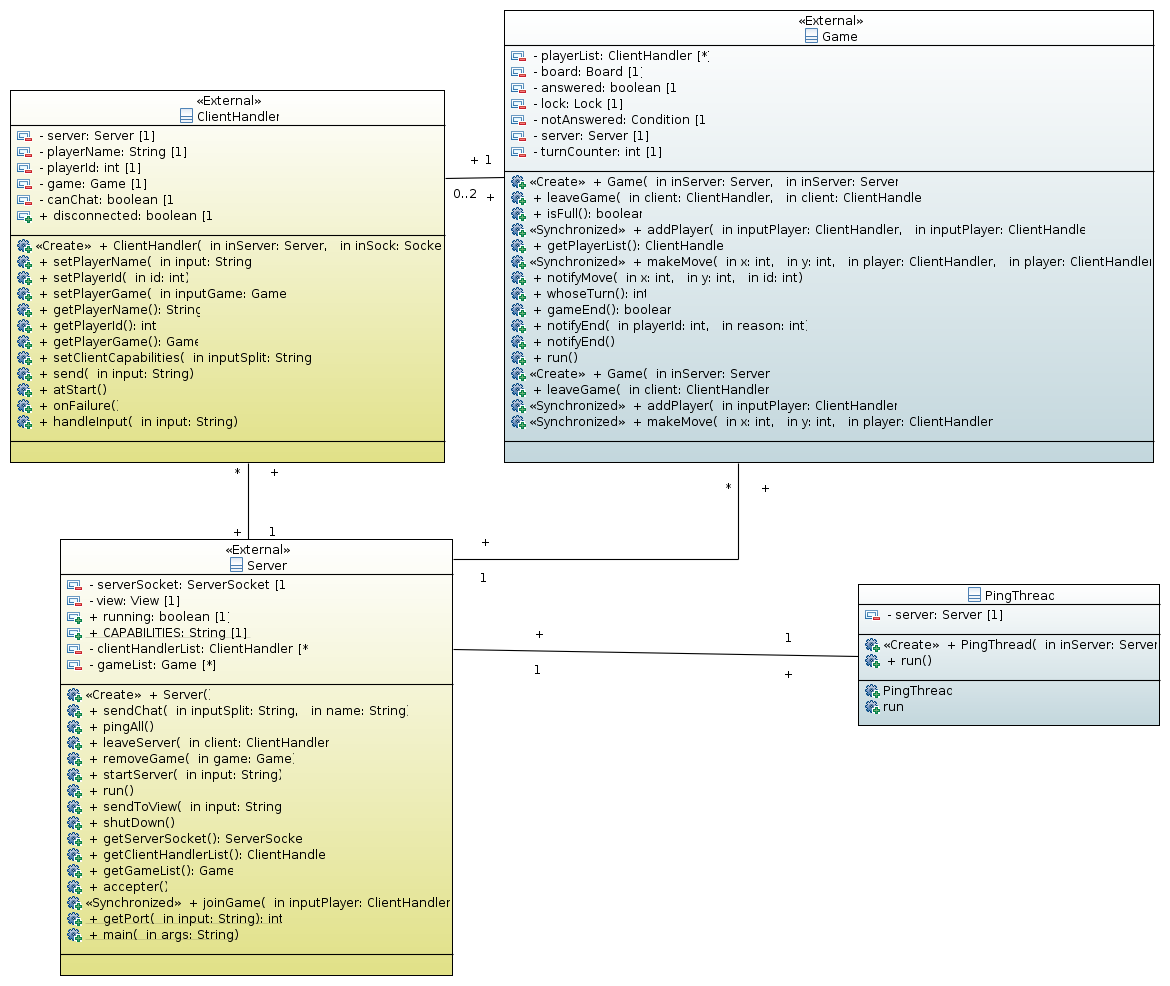 «External»
ClientHandler
- server: Server [1]
- playerName: String [1]
- playerId: int [1]
- game: Game [1]
- canChat: boolean [1
+ disconnected: boolean [1
«Create» + ClientHandler( in inServer: Server, in inSock: Socke
+ setPlayerName( in input: String
+ setPlayerId( in id: int)
+ setPlayerGame( in inputGame: Game
+ getPlayerName(): String
+ getPlayerId(): int
+ getPlayerGame(): Game
+ setClientCapabilities( in inputSplit: String
+ send( in input: String)
+ atStart()
+ onFailure()
+ handleInput( in input: String)
«External»
Game
- playerList: ClientHandler [*]
- board: Board [1]
- answered: boolean [1
- lock: Lock [1]
- notAnswered: Condition [1
- server: Server [1]
- turnCounter: int [1]
«Create» + Game( in inServer: Server, in inServer: Server
+ leaveGame( in client: ClientHandler, in client: ClientHandle
+ isFull(): boolear
«Synchronized» + addPlayer( in inputPlayer: ClientHandler, in inputPlayer: ClientHandle
+ getPlayerList(): ClientHandle
«Synchronized» + makeMove( in x: int, in y: int, in player: ClientHandler, in player: ClientHandler
+ notifyMove( in x: int, in y: int, in id: int)
+ whoseTurn(): int
+ gameEnd(): boolear
+ notifyEnd( in playerId: int, in reason: int)
+ notifyEnd()
+ run()
«Create» + Game( in inServer: Server
+ leaveGame( in client: ClientHandler
«Synchronized» + addPlayer( in inputPlayer: ClientHandler
«Synchronized» + makeMove( in x: int, in y: int, in player: ClientHandler
+ 1
0..2 +
* +
+ 1
* +
+
1
«External»
Server
- serverSocket: ServerSocket [1
- view: View [1]
+ running: boolean [1]
+ CAPABILITIES: String [1]
- clientHandlerList: ClientHandler [*
- gameList: Game [*]
«Create» + Server()
+ sendChat( in inputSplit: String, in name: String)
+ pingAll()
+ leaveServer( in client: ClientHandler
+ removeGame( in game: Game)
+ startServer( in input: String)
+ run()
+ sendToView( in input: String
+ shutDown()
+ getServerSocket(): ServerSocke
+ getClientHandlerList(): ClientHandle
+ getGameList(): Game
+ accepter()
«Synchronized» + joinGame( in inputPlayer: ClientHandler
+ getPort( in input: String): int
+ main( in args: String)
+ 1
1 +
PingThreac
- server: Server [1]
«Create» + PingThread( in inServer: Server
+ run()
PingThreac
run